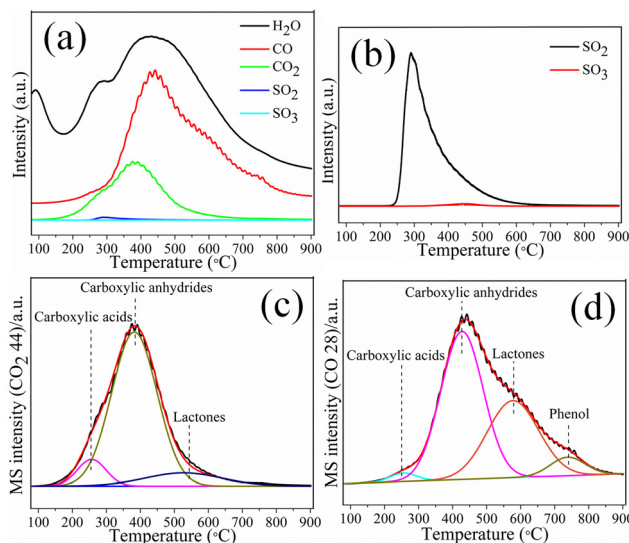 (a)
H₂O
CO
CO₂
SO₂
SO₃
Intensity (a.u.)
100 200 300 400 500 600 700 800 900
Temperature (°C)
(b)
SO₂
SO₃
Intensity (a.u.)
100 200 300 400 500 600 700 800 900
Temperature (°C)
(c)
Carboxylic anhydrides
Carboxylic acids
Lactones
MS intensity (CO₂ 44)/a.u.
100 200 300 400 500 600 700 800 900
Temperature (°C)
(d)
Carboxylic anhydrides
Carboxylic acids
Lactones
Phenol
MS intensity (CO 28)/a.u.
100 200 300 400 500 600 700 800 900
Temperature (°C)